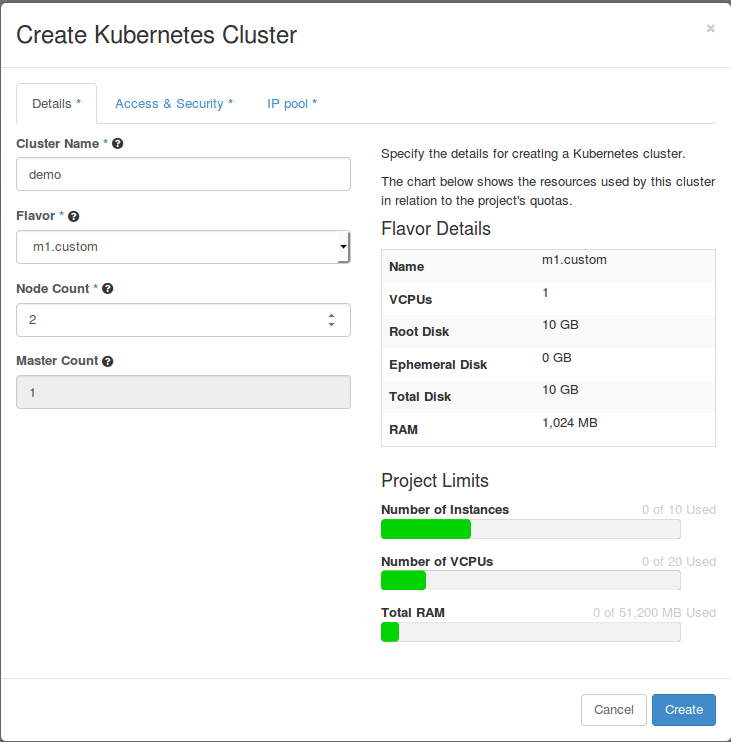 Create Kubernetes Cluster
×
Details * Access & Security * IP pool *
Cluster Name * ?
demo
Flavor * ?
m1.custom
Node Count * ?
2
Master Count ?
1
Specify the details for creating a Kubernetes cluster.
The chart below shows the resources used by this cluster
in relation to the project's quotas.
Flavor Details
Name m1.custom
VCPUs 1
Root Disk 10 GB
Ephemeral Disk 0 GB
Total Disk 10 GB
RAM 1,024 MB
Project Limits
Number of Instances 0 of 10 Used
Number of VCPUs 0 of 20 Used
Total RAM 0 of 51,200 MB Used
Cancel Create